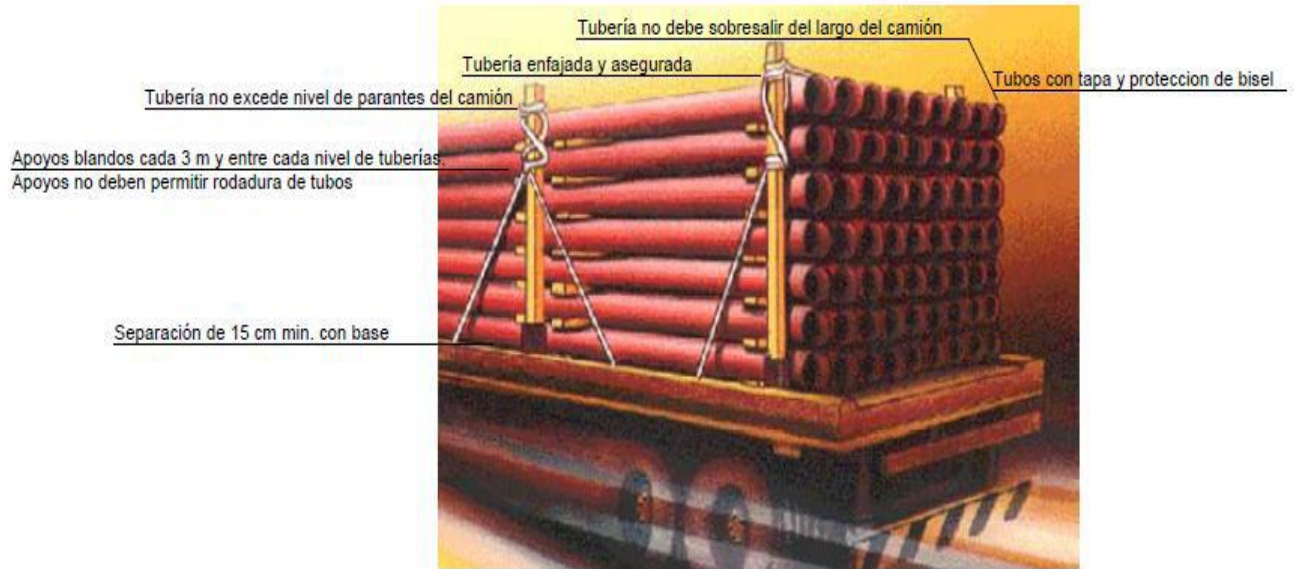 Tubería no debe sobresalir del largo del camión
Tubería enfajada y asegurada
Tubos con tapa y proteccion de bisel
Tubería no excede nivel de parantes del camión
Apoyos blandos cada 3 m y entre cada nivel de tuberías.
Apoyos no deben permitir rodadura de tubos
Separación de 15 cm min. con base